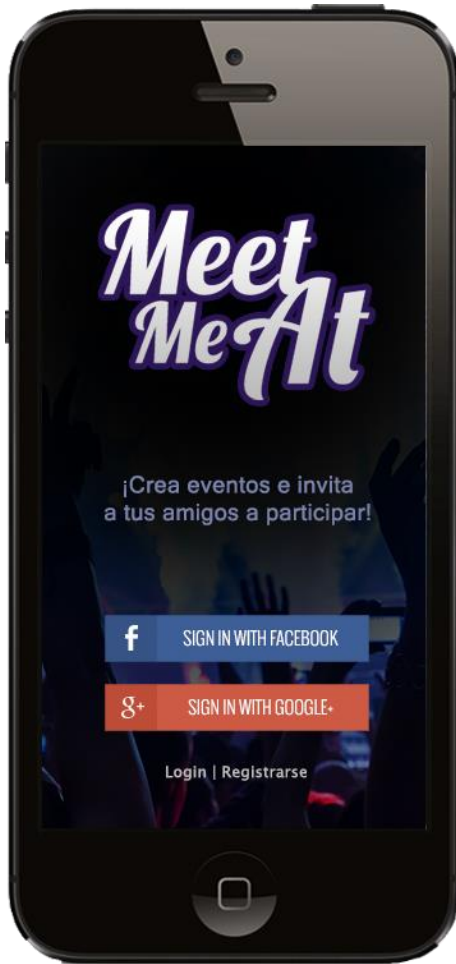 Meet
Me At
¡Crea eventos e invita
a tus amigos a participar!
f SIGN IN WITH FACEBOOK
g+ SIGN IN WITH GOOGLE+
Login | Registrarse